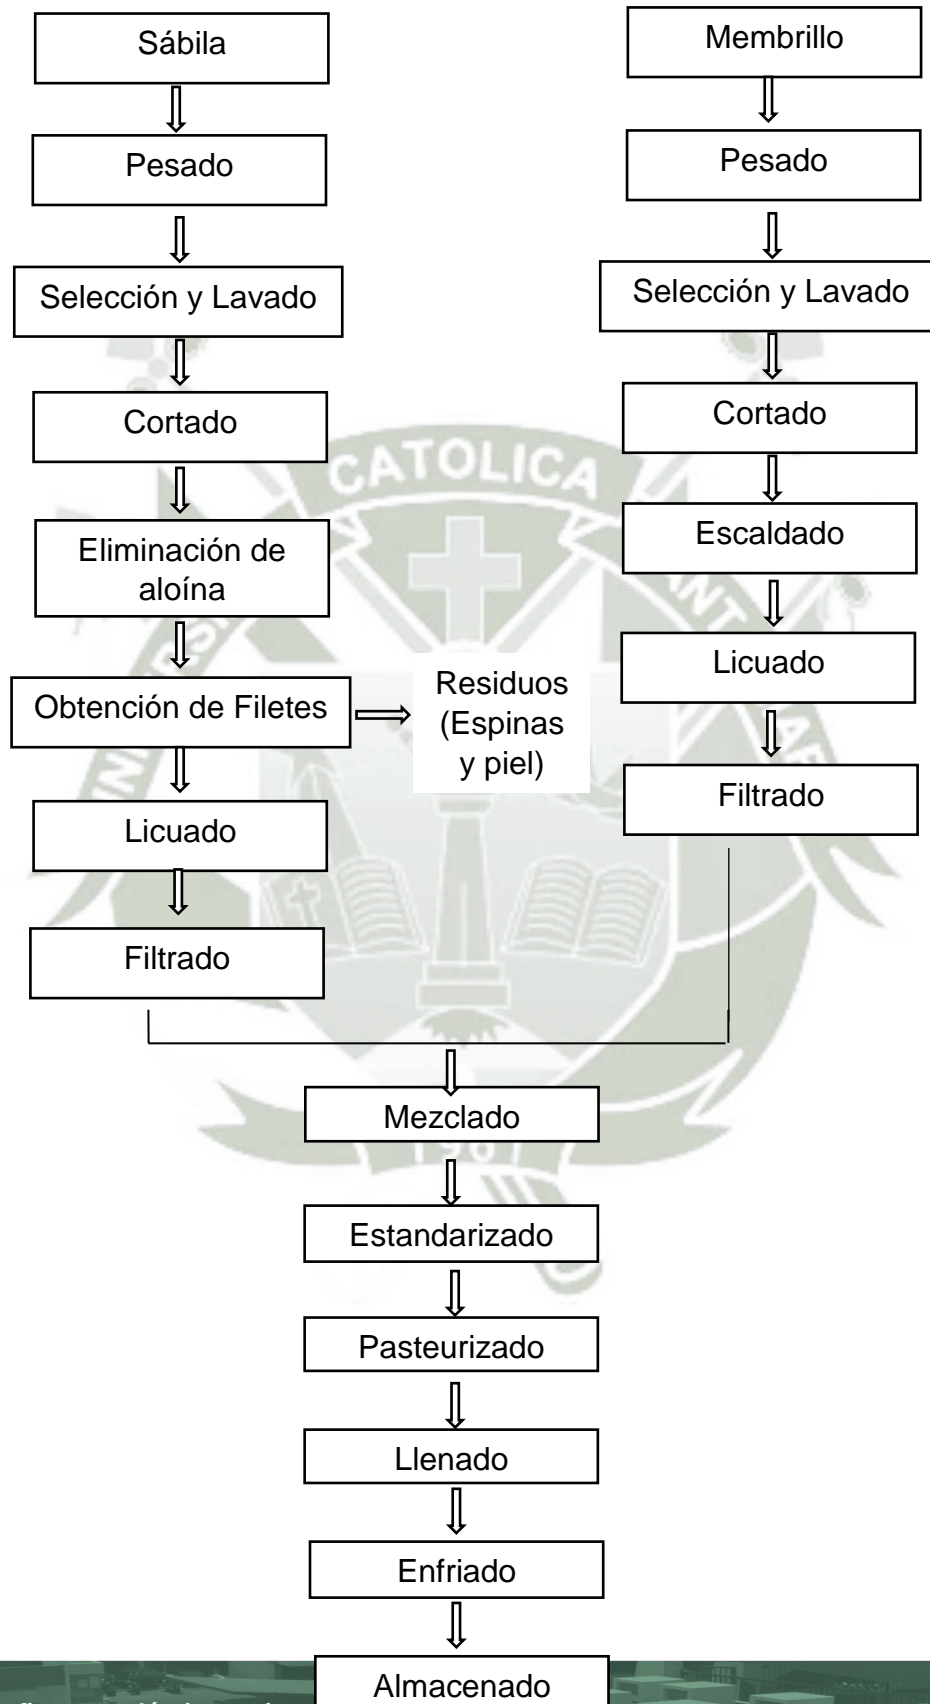 Sábila
Pesado
Selección y Lavado
Cortado
Eliminación de
aloína
Obtención de Filetes
Residuos
(Espinas
y piel)
Licuado
Filtrado
Membrillo
Pesado
Selección y Lavado
Cortado
Escaldado
Licuado
Filtrado
Mezclado
Estandarizado
Pasteurizado
Llenado
Enfriado
Almacenado
CATOLICA